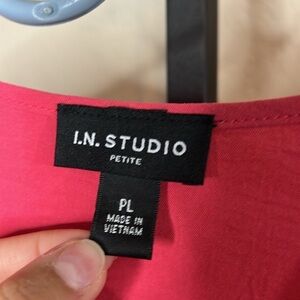 I.N. STUDIO
PETITE
PL
MADE IN
VIETNAM